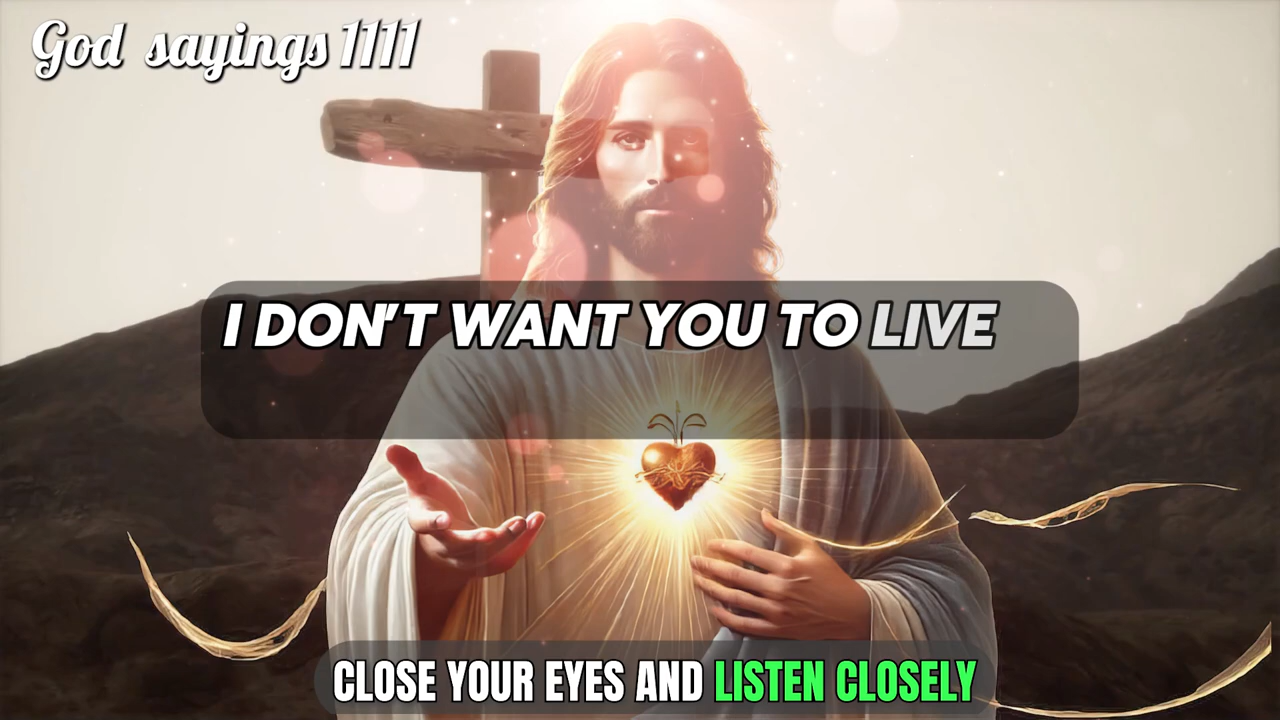 God sayings 1111
I DON'T WANT YOU TO LIVE
CLOSE YOUR EYES AND LISTEN CLOSELY